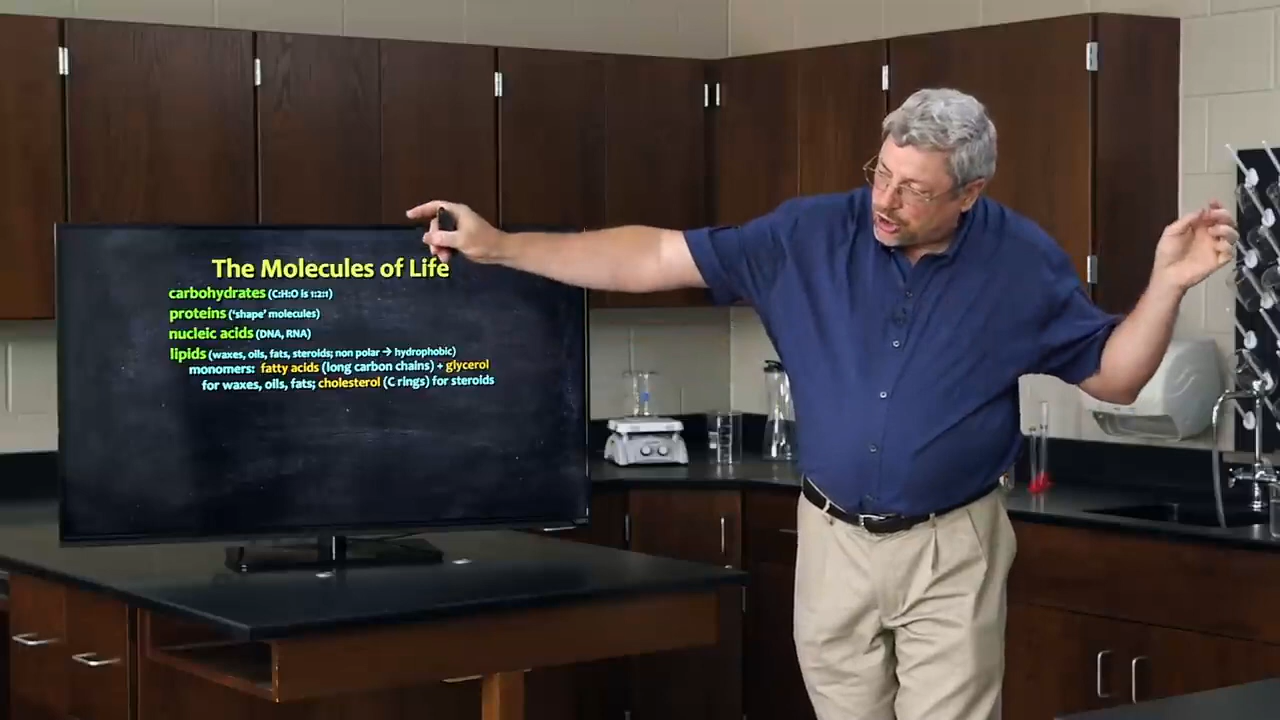 The Molecules of Life
carbohydrates (C:H:O is 1:2:1)
proteins ('shape' molecules)
nucleic acids (DNA, RNA)
lipids (waxes, oils, fats, steroids; non polar → hydrophobic)
monomers: fatty acids (long carbon chains) + glycerol
for waxes, oils, fats; cholesterol (C rings) for steroids